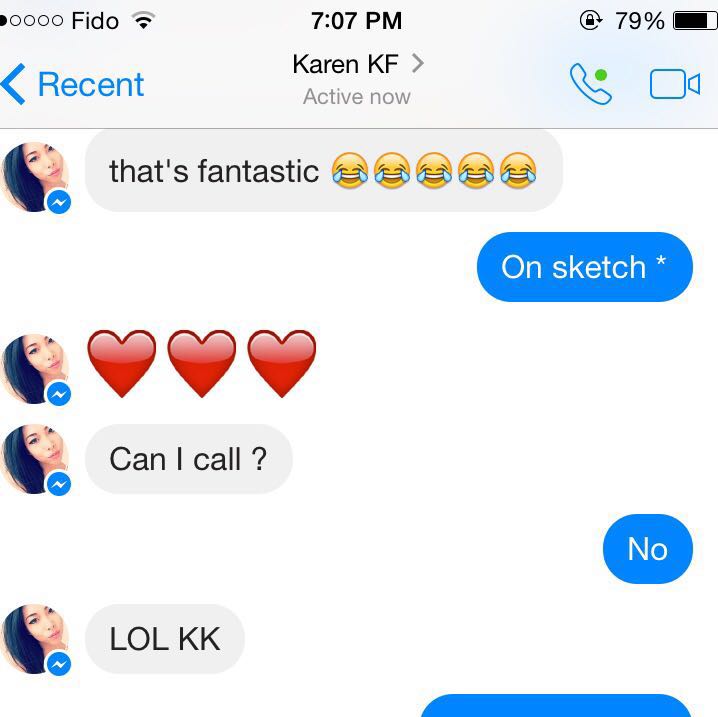 Fido 7:07 PM 79%
Recent Karen KF
Active now
that's fantastic 😂😂😂😂😂
On sketch *
❤️❤️❤️
Can I call ?
No
LOL KK